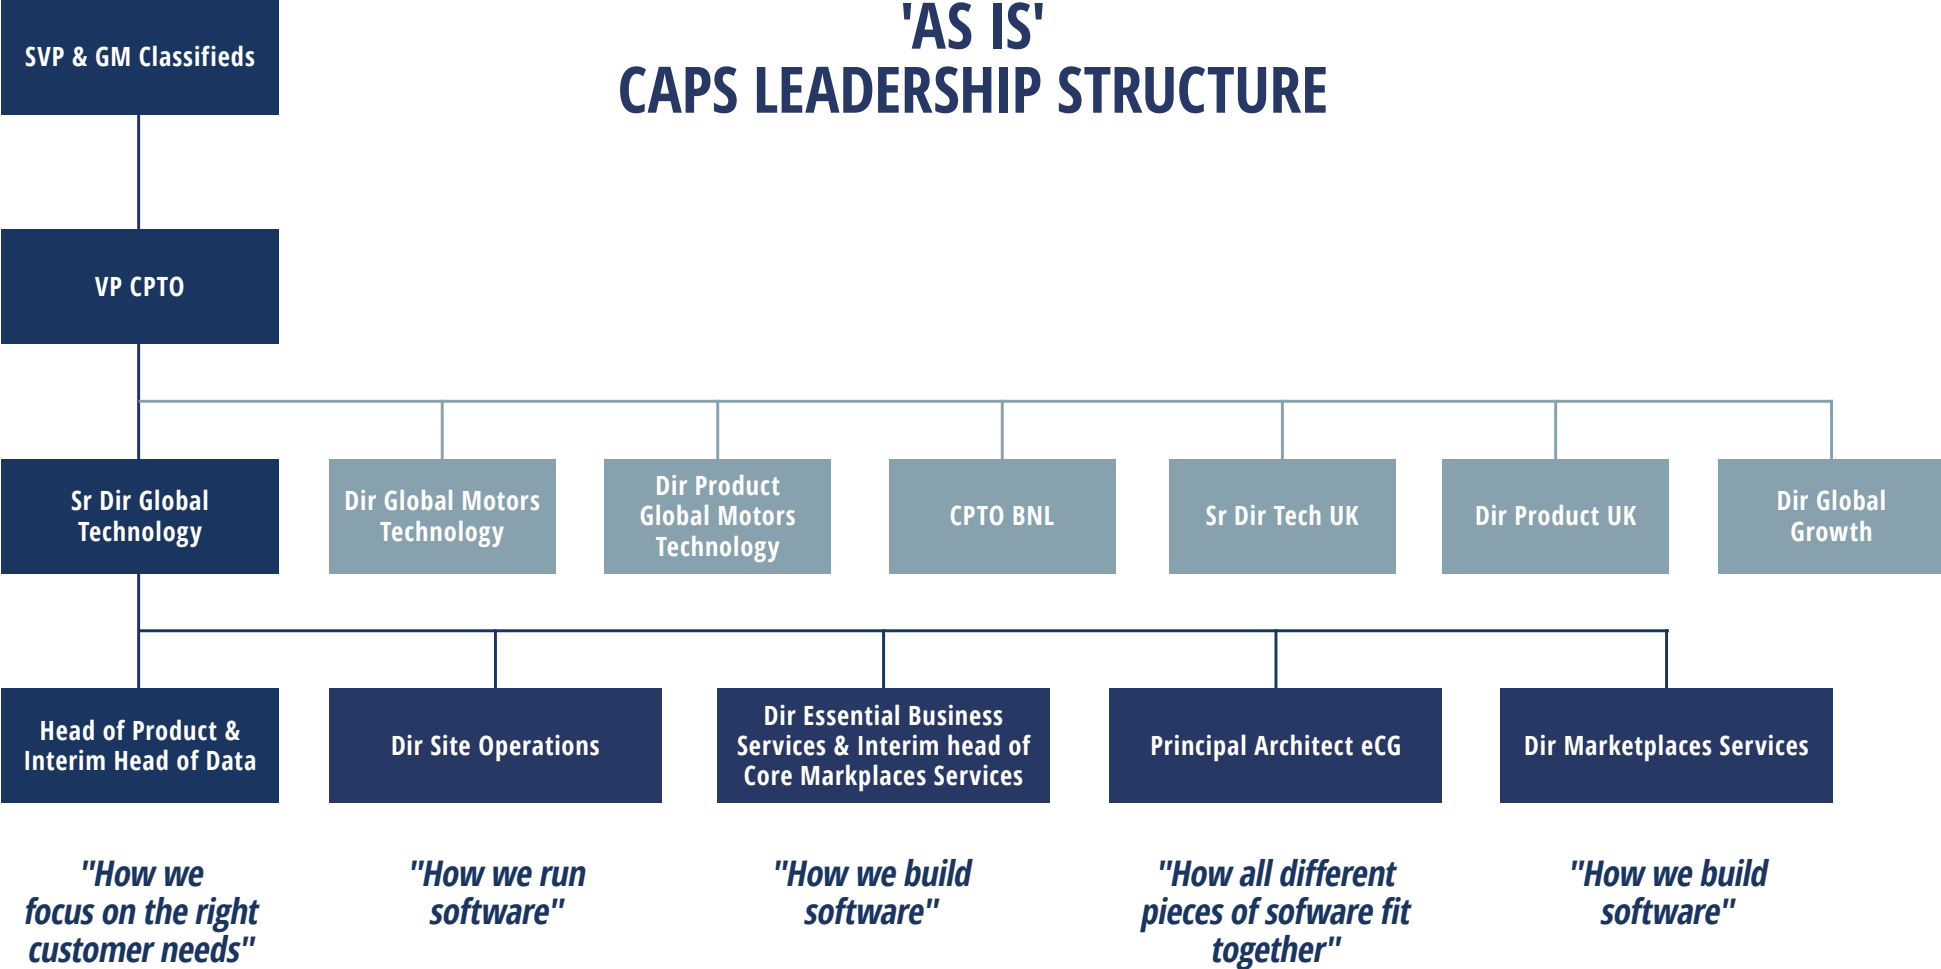 'AS IS'
CAPS LEADERSHIP STRUCTURE
SVP & GM Classifieds
VP CPTO
Sr Dir Global
Technology
Dir Global Motors
Technology
Dir Product
Global Motors
Technology
CPTO BNL
Sr Dir Tech UK
Dir Product UK
Dir Global
Growth
Head of Product &
Interim Head of Data
Dir Site Operations
Dir Essential Business
Services & Interim head of
Core Markplaces Services
Principal Architect eCG
Dir Marketplaces Services
"How we
focus on the right
customer needs"
"How we run
software"
"How we build
software"
"How all different
pieces of sofware fit
together"
"How we build
software"